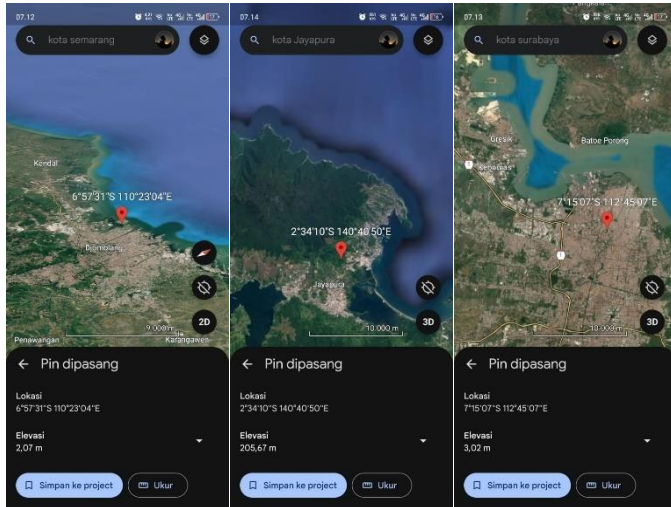 07.12
kota semarang
Kendal
6°57'31"S 110°23'04"E
Djomblang
9.000 m
2D
Penawangan
Karangawen
Pin dipasang
Lokasi
6°57'31"S 110°23'04"E
Elevasi
2,07 m
Simpan ke project
Ukur
07.14
kota Jayapura
2°34'10"S 140°40'50"E
Jayapura
10.000 m
3D
Pin dipasang
Lokasi
2°34'10"S 140°40'50"E
Elevasi
205,67 m
Simpan ke project
Ukur
07.13
kota surabaya
Gresik
Batoe Porong
Kebomas
7°15'07"S 112°45'07"E
10.000 m
3D
Pin dipasang
Lokasi
7°15'07"S 112°45'07"E
Elevasi
3,02 m
Simpan ke project
Ukur